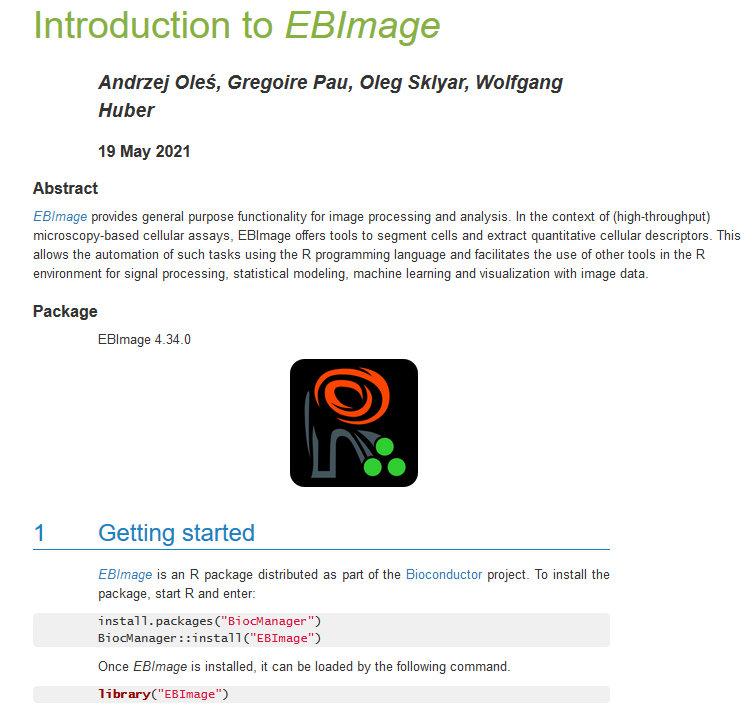 Introduction to EBImage
Andrzej Oleś, Gregoire Pau, Oleg Sklyar, Wolfgang
Huber
19 May 2021
Abstract
EBImage provides general purpose functionality for image processing and analysis. In the context of (high-throughput)
microscopy-based cellular assays, EBImage offers tools to segment cells and extract quantitative cellular descriptors. This
allows the automation of such tasks using the R programming language and facilitates the use of other tools in the R
environment for signal processing, statistical modeling, machine learning and visualization with image data.
Package
EBImage 4.34.0
1 Getting started
EBImage is an R package distributed as part of the Bioconductor project. To install the
package, start R and enter:
install.packages("BiocManager")
BiocManager::install("EBImage")
Once EBImage is installed, it can be loaded by the following command.
library("EBImage")